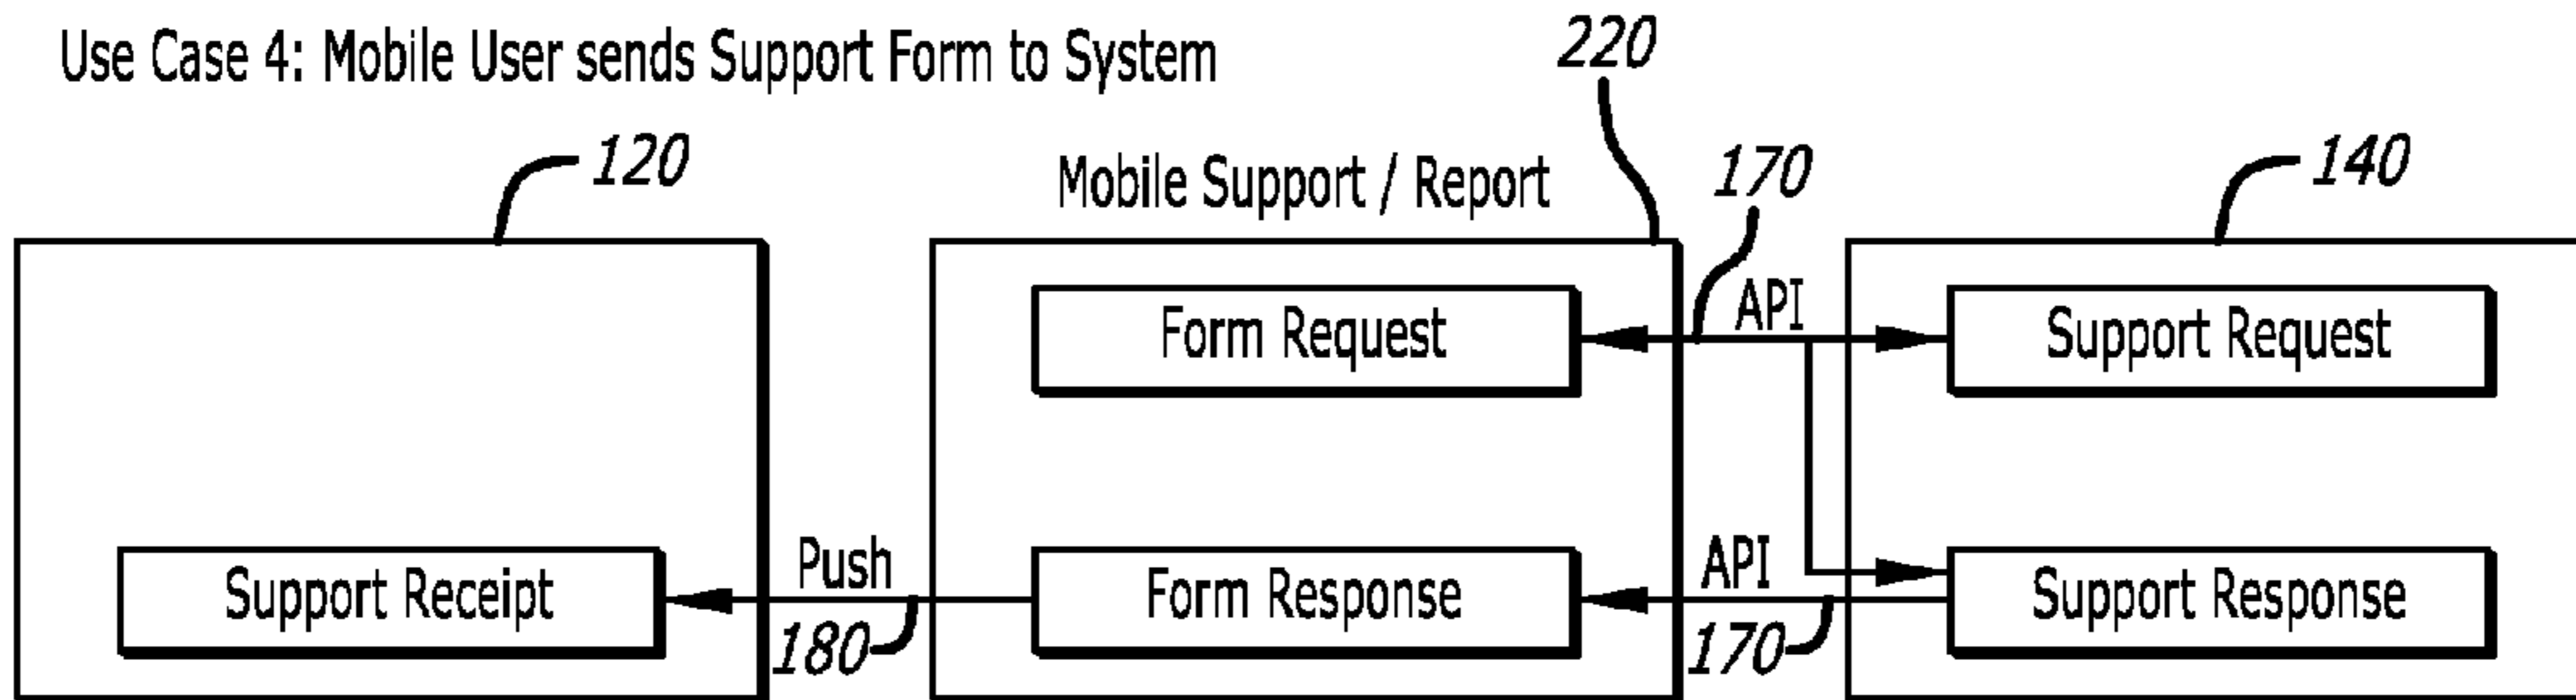 Use Case 4: Mobile User sends Support Form to System
220
120
Mobile Support / Report
170
140
Form Request
API
Support Request
Support Receipt
Push
180
Form Response
API
170
Support Response